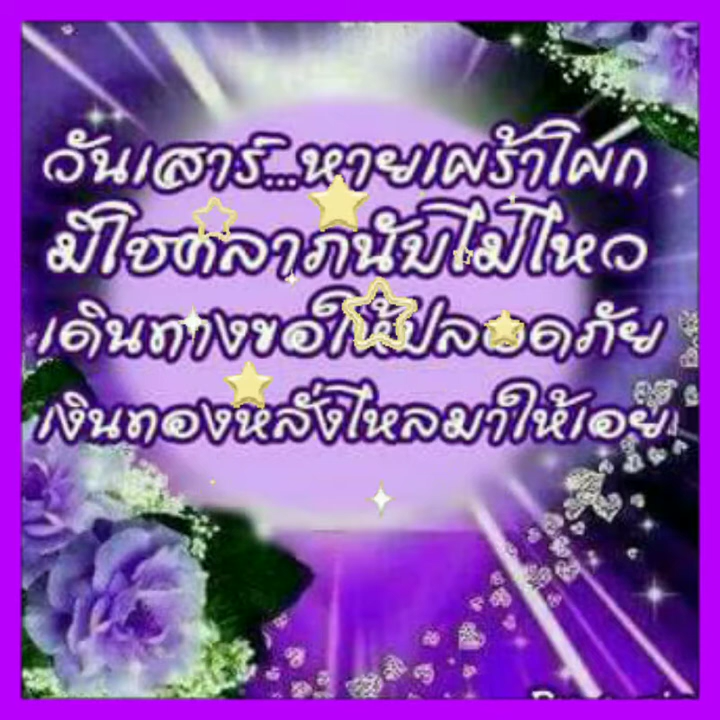 วันเสาร์...หายเผร้าโผก
มีโชคลาภนับไม่ไหว
เดินทางขอให้ปลอดภัย
เงินทองหลั่งไหลมาให้เอย